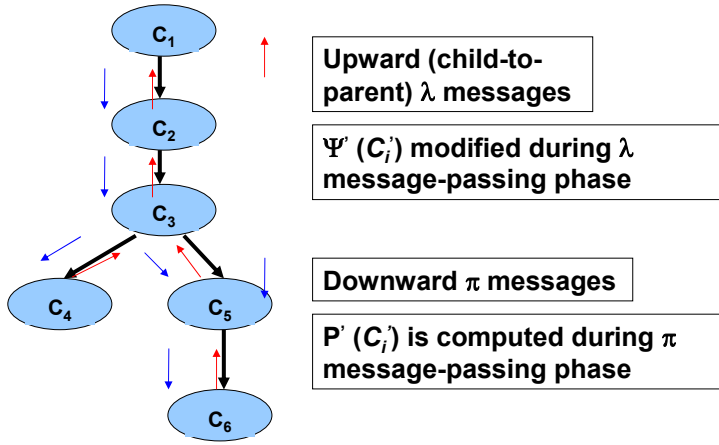 C1
C2
C3
C4
C5
C6
Upward (child-to-
parent) λ messages
Ψ' (Ci') modified during λ
message-passing phase
Downward π messages
P' (Ci') is computed during π
message-passing phase